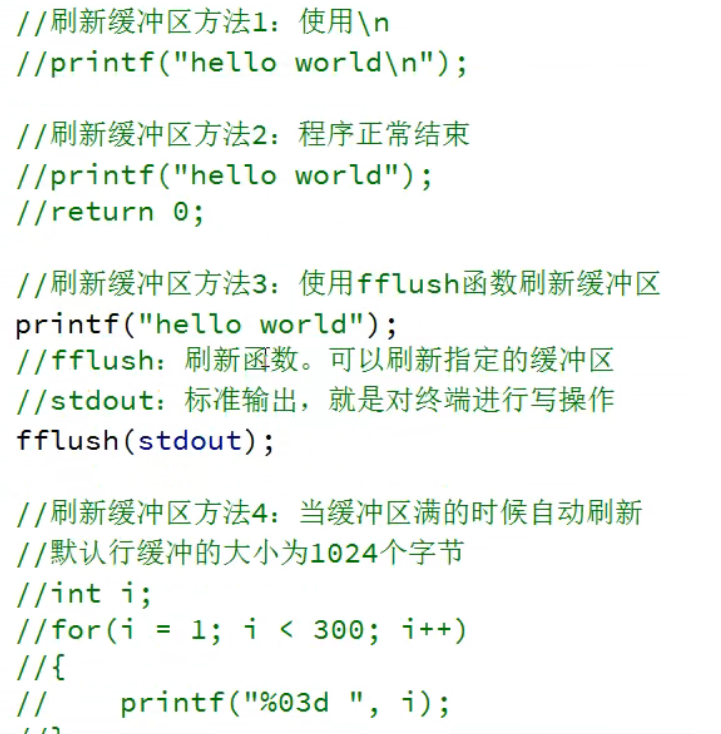 //刷新缓冲区方法1：使用\n
//printf("hello world\n");
//刷新缓冲区方法2：程序正常结束
//printf("hello world");
//return 0;
//刷新缓冲区方法3：使用fflush函数刷新缓冲区
printf("hello world");
//fflush：刷新函数。可以刷新指定的缓冲区
//stdout：标准输出，就是对终端进行写操作
fflush(stdout);
//刷新缓冲区方法4：当缓冲区满的时候自动刷新
//默认行缓冲的大小为1024个字节
//int i;
//for(i = 1; i < 300; i++)
//{
//    printf("%03d ", i);
//}